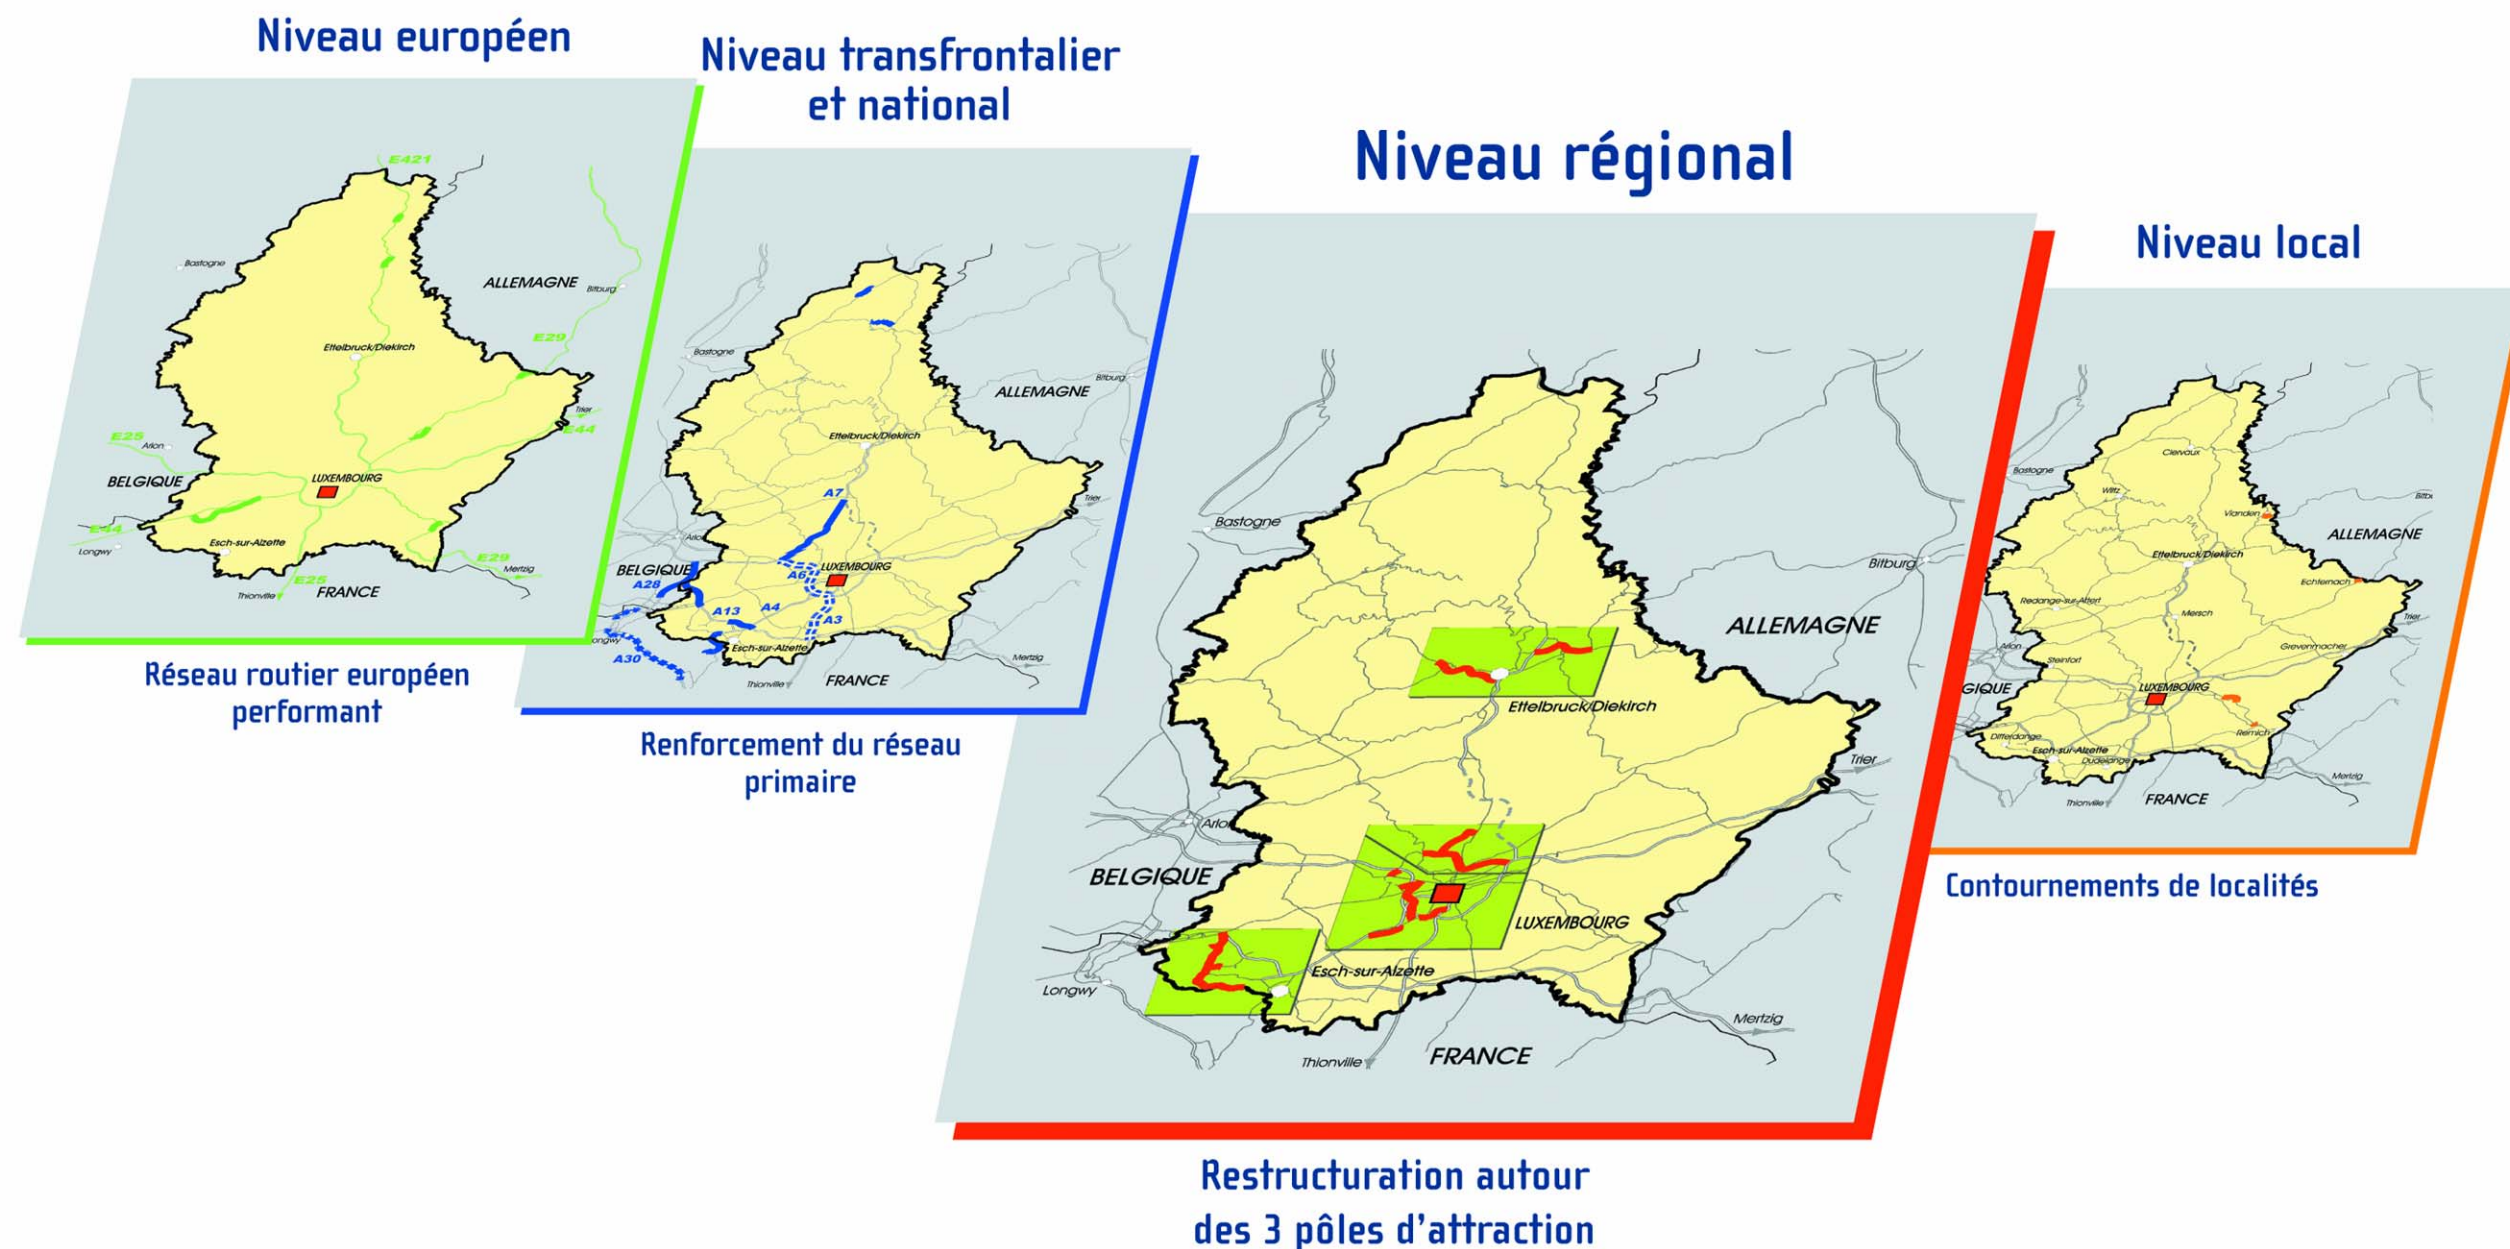 Niveau européen
E421
Bastogne
ALLEMAGNE
Bitburg
E29
Ettelbruck/Diekirch
Trier
E44
E25
Arlon
BELGIQUE
LUXEMBOURG
E44
Longwy
Esch-sur-Alzette
E29
Mertzig
E25
Thionville
FRANCE
Réseau routier européen
performant
Niveau transfrontalier
et national
Bastogne
Bitburg
ALLEMAGNE
Ettelbruck/Diekirch
A7
Trier
Arlo
BELGIQUE
A28
A6
LUXEMBOURG
A13
A4
A3
ongwy
A30
Esch-sur-Alzette
Mertzig
Thionville
FRANCE
Renforcement du réseau
primaire
Niveau régional
Bastogne
Bitburg
ALLEMAGNE
Ettelbruck/Diekirch
Trier
Arlon
BELGIQUE
LUXEMBOURG
Esch-sur-Alzette
Longwy
Mertzig
Thionville
FRANCE
Restructuration autour
des 3 pôles d'attraction
Niveau local
Clervaux
Bastogne
Wiltz
Bitb
Vianden
ALLEMAGNE
Ettelbruck/Diekirch
Echternach
Redange-sur-Attert
Mersch
Trier
Arlon
Grevenmacher
Steinfort
GIQUE
LUXEMBOURG
Differdange
Remich
Esch-sur-Alzette
Dudelange
Mertzig
Thionville
FRANCE
Contournements de localités